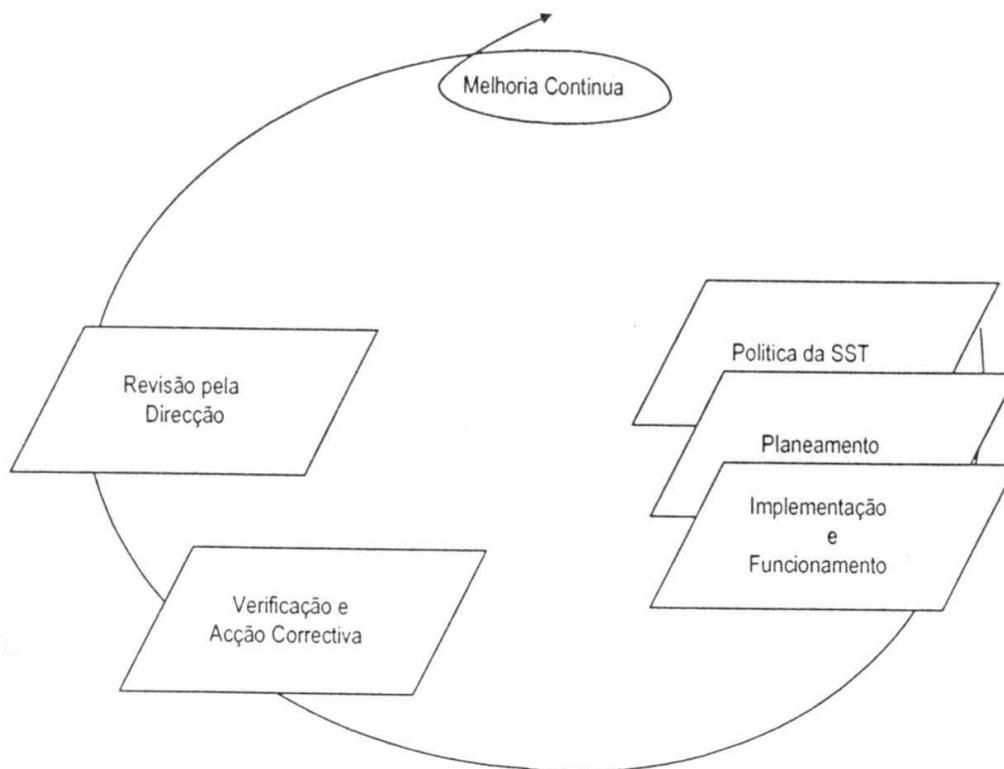 Melhoria Continua
Politica da SST
Revisão pela
Direcção
Planeamento
Implementação
e
Funcionamento
Verificação e
Acção Correctiva